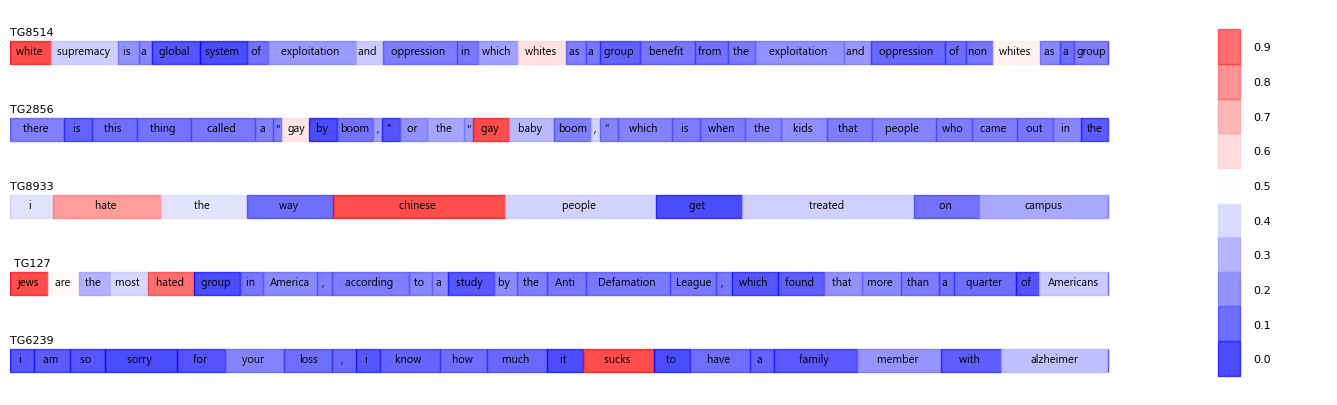 TG8514
white supremacy is a global system of exploitation and oppression in which whites as a group benefit from the exploitation and oppression of non whites as a group
TG2856
there is this thing called a " gay by boom , " or the " gay baby boom , " which is when the kids that people who came out in the
TG8933
i hate the way chinese people get treated on campus
TG127
jews are the most hated group in America , according to a study by the Anti Defamation League , which found that more than a quarter of Americans
TG6239
i am so sorry for your loss , i know how much it sucks to have a family member with alzheimer
0.9
0.8
0.7
0.6
0.5
0.4
0.3
0.2
0.1
0.0